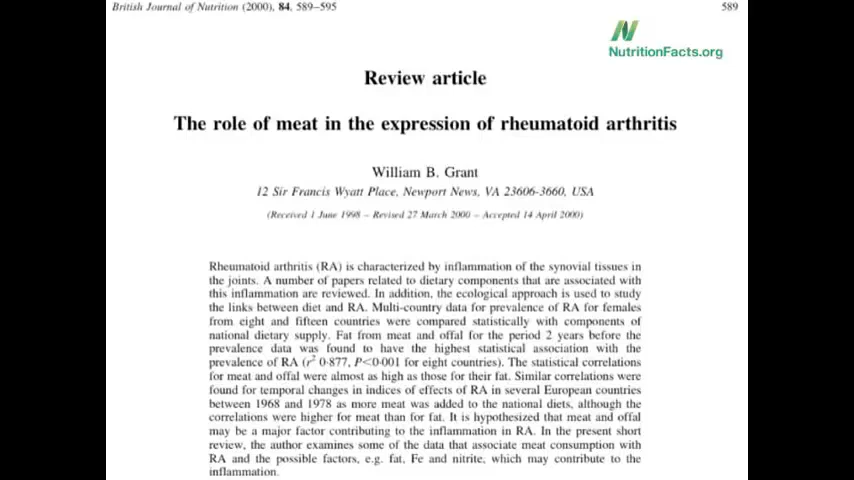 British Journal of Nutrition (2000), 84, 589–595
589
NutritionFacts.org
Review article
The role of meat in the expression of rheumatoid arthritis
William B. Grant
12 Sir Francis Wyatt Place, Newport News, VA 23606-3660, USA
(Received 1 June 1998 – Revised 27 March 2000 – Accepted 14 April 2000)
Rheumatoid arthritis (RA) is characterized by inflammation of the synovial tissues in
the joints. A number of papers related to dietary components that are associated with
this inflammation are reviewed. In addition, the ecological approach is used to study
the links between diet and RA. Multi-country data for prevalence of RA for females
from eight and fifteen countries were compared statistically with components of
national dietary supply. Fat from meat and offal for the period 2 years before the
prevalence data was found to have the highest statistical association with the
prevalence of RA (r² 0·877, P<0·001 for eight countries). The statistical correlations
for meat and offal were almost as high as those for their fat. Similar correlations were
found for temporal changes in indices of effects of RA in several European countries
between 1968 and 1978 as more meat was added to the national diets, although the
correlations were higher for meat than for fat. It is hypothesized that meat and offal
may be a major factor contributing to the inflammation in RA. In the present short
review, the author examines some of the data that associate meat consumption with
RA and the possible factors, e.g. fat, Fe and nitrite, which may contribute to the
inflammation.